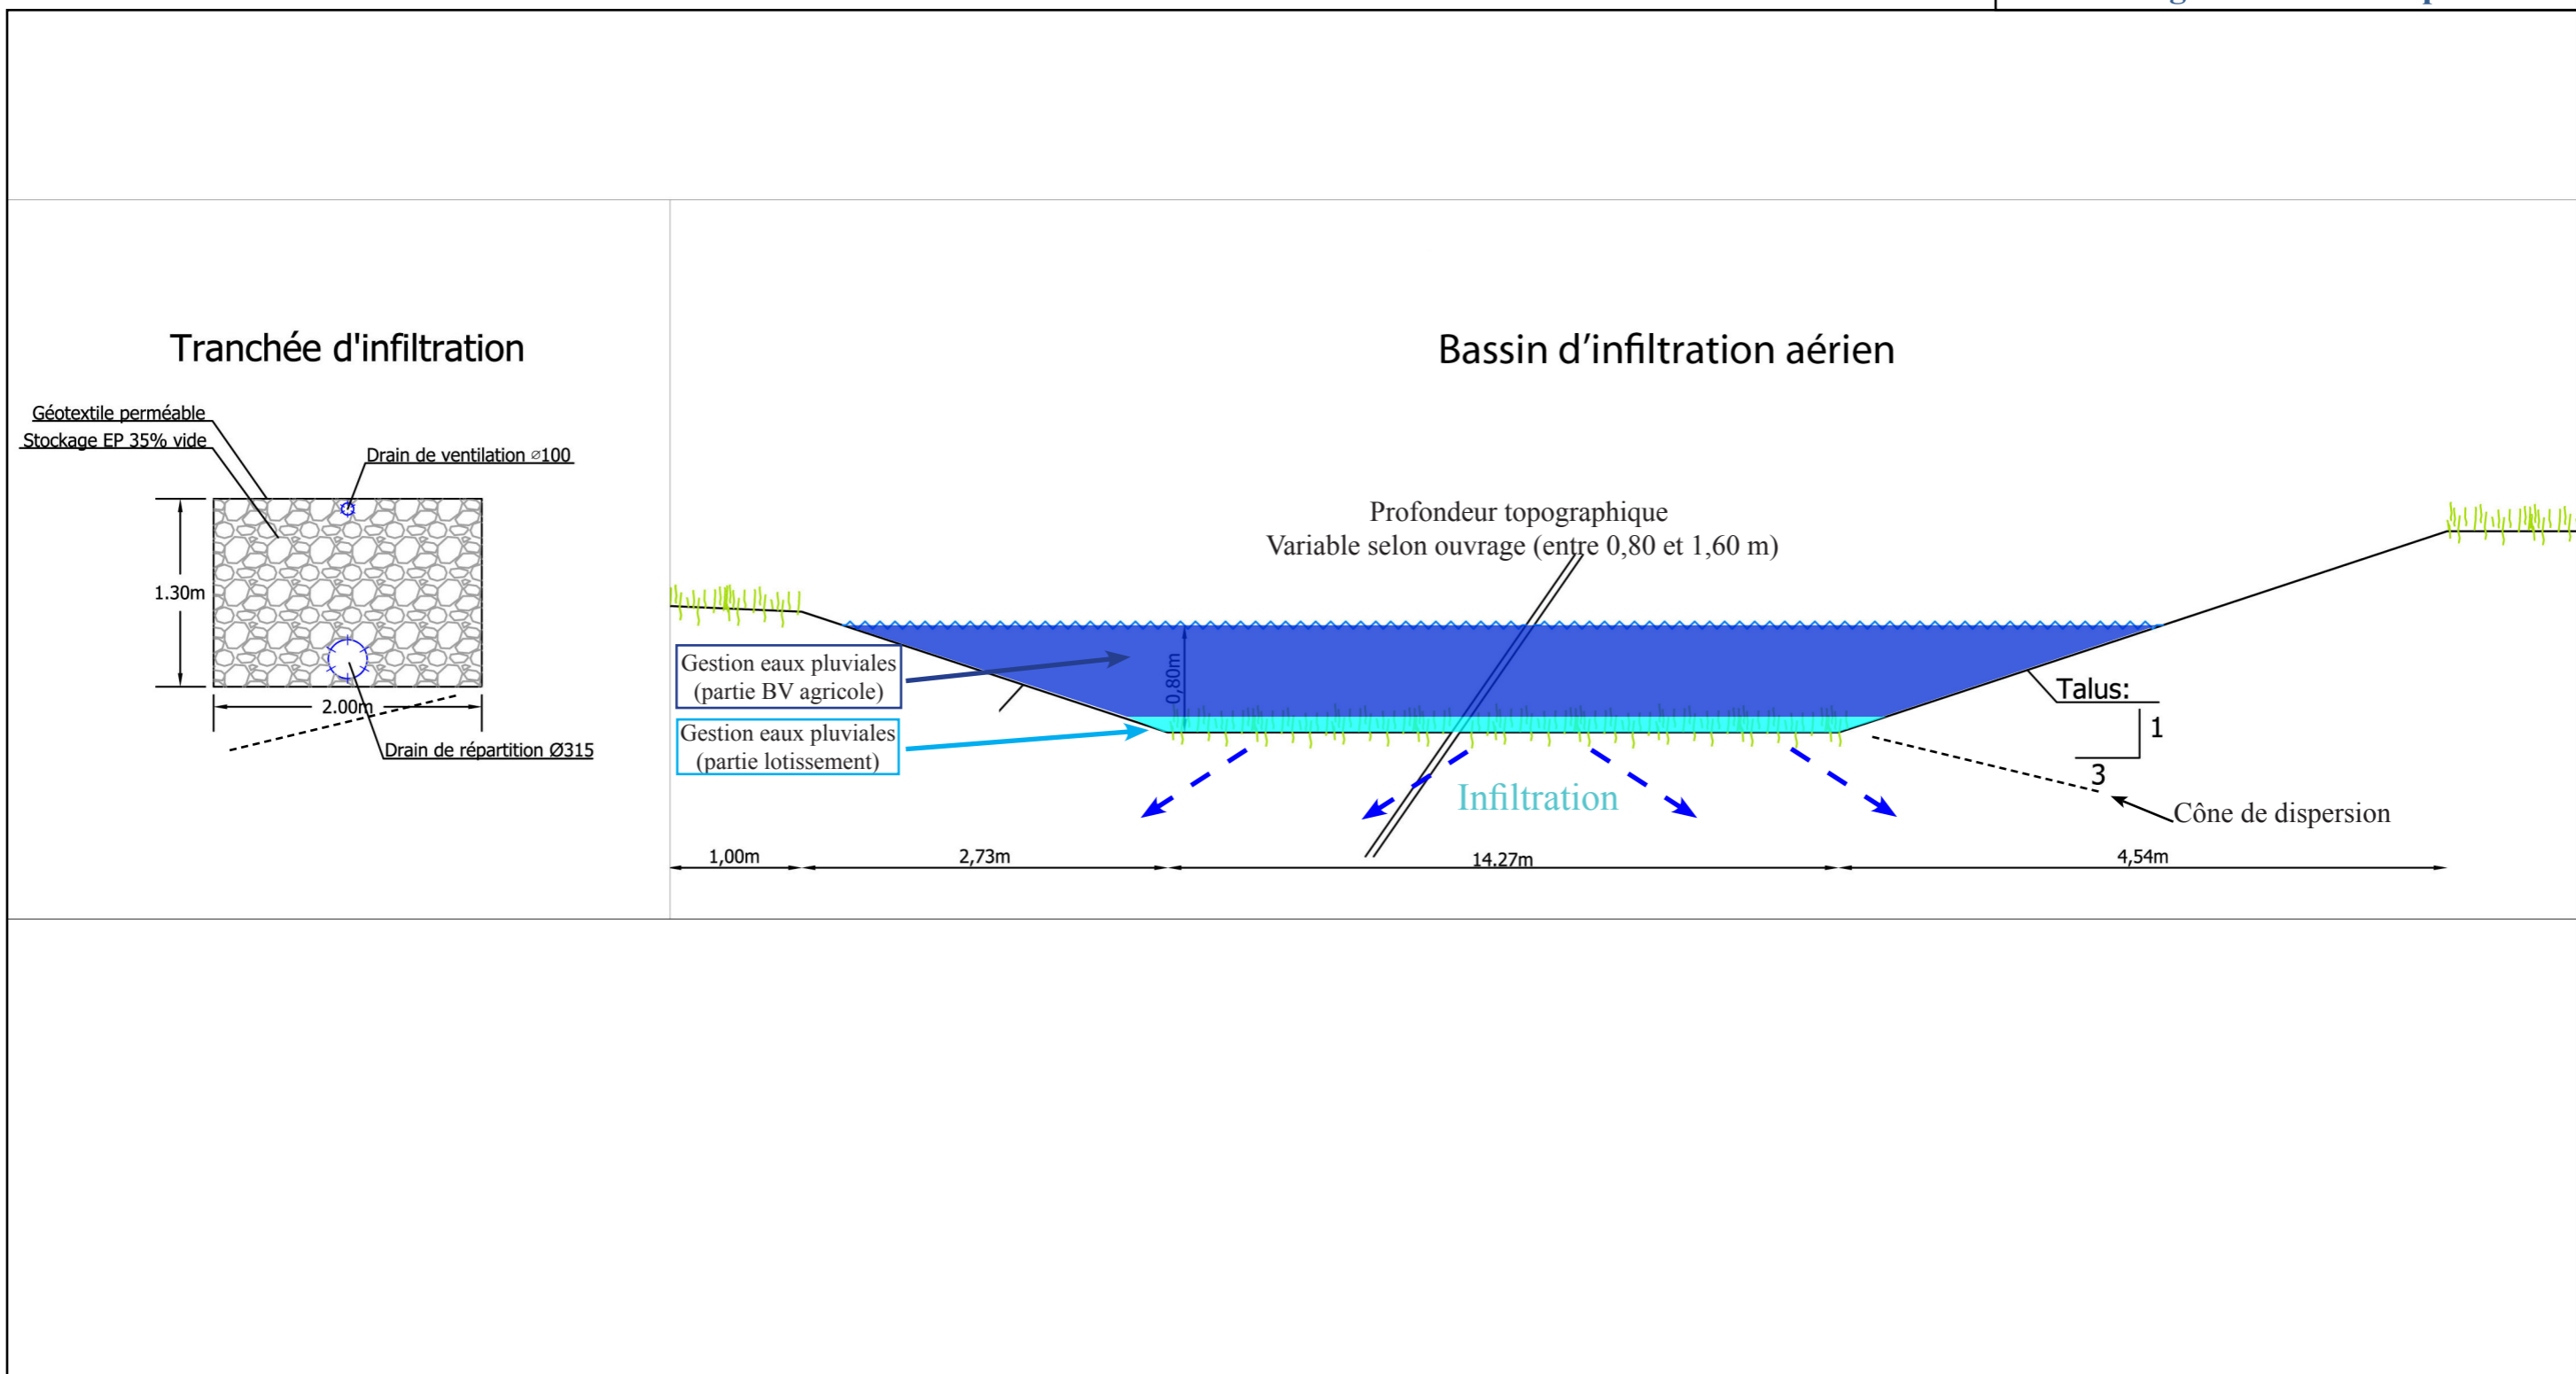 Tranchée d'infiltration
Géotextile perméable
Stockage EP 35% vide
Drain de ventilation ⌀100
1.30m
2.00m
Drain de répartition Ø315
Bassin d'infiltration aérien
Profondeur topographique
Variable selon ouvrage (entre 0,80 et 1,60 m)
Gestion eaux pluviales
(partie BV agricole)
0,80m
Gestion eaux pluviales
(partie lotissement)
Talus:
1
3
Infiltration
Cône de dispersion
1,00m
2,73m
14.27m
4,54m